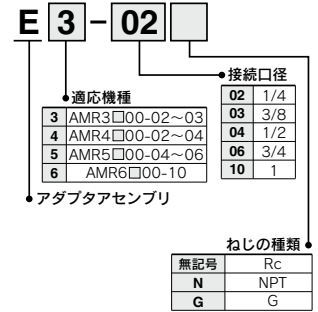 E 3 - 02 □
接続口径
02 1/4
03 3/8
04 1/2
06 3/4
10 1
適応機種
3 AMR3□00-02～03
4 AMR4□00-02～04
5 AMR5□00-04～06
6 AMR6□00-10
アダプタアセンブリ
ねじの種類
無記号 Rc
N NPT
G G